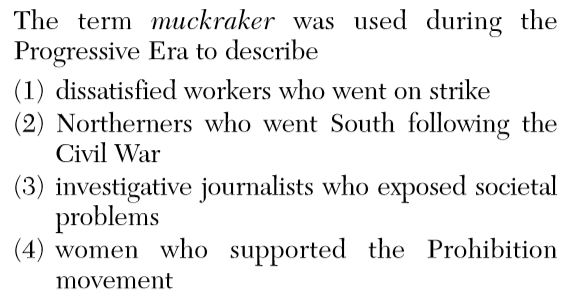 The term muckraker was used during the
Progressive Era to describe
(1) dissatisfied workers who went on strike
(2) Northerners who went South following the
Civil War
(3) investigative journalists who exposed societal
problems
(4) women who supported the Prohibition
movement